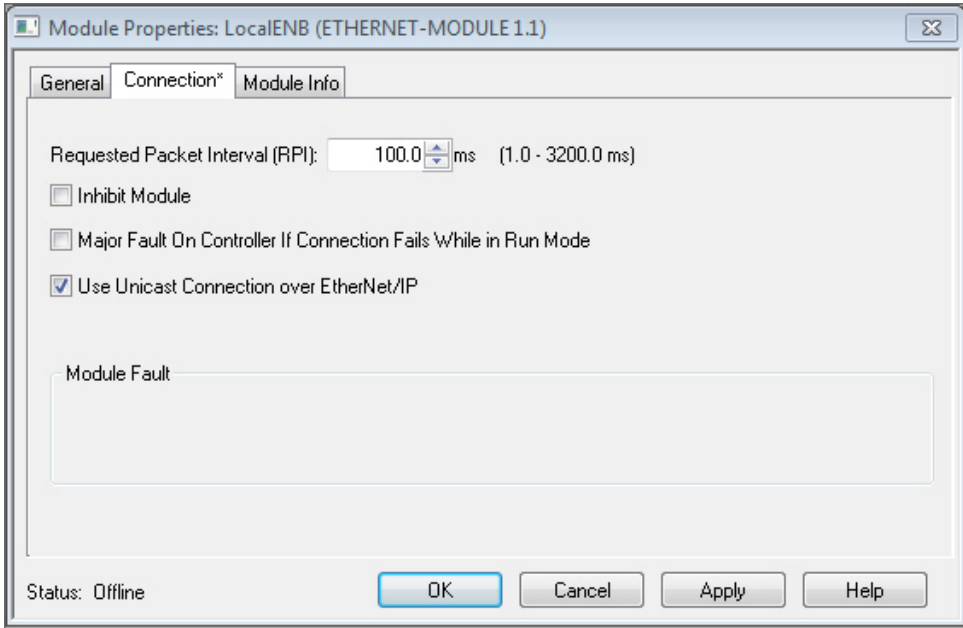 Module Properties: LocalENB (ETHERNET-MODULE 1.1)
General Connection* Module Info
Requested Packet Interval (RPI): 100.0 ms (1.0 - 3200.0 ms)
Inhibit Module
Major Fault On Controller If Connection Fails While in Run Mode
Use Unicast Connection over EtherNet/IP
Module Fault
Status: Offline OK Cancel Apply Help